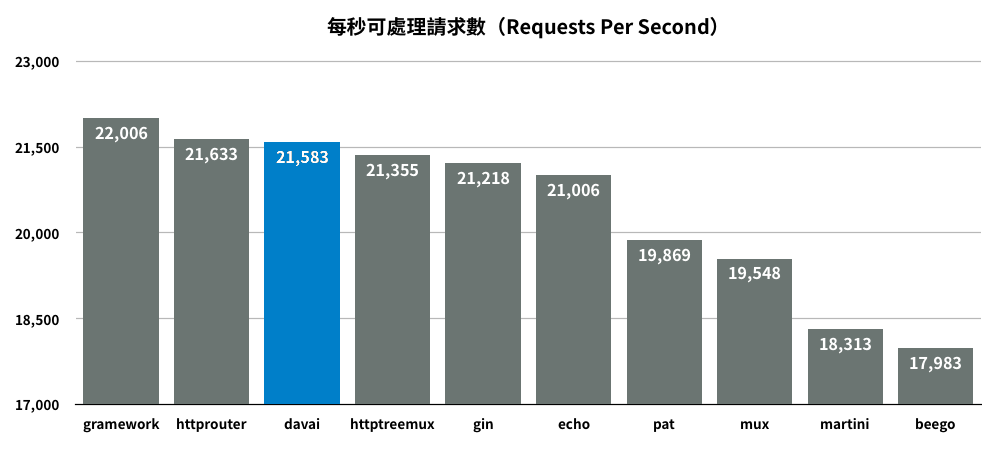 每秒可處理請求數（Requests Per Second）
23,000
21,500
20,000
18,500
17,000
22,006
21,633
21,583
21,355
21,218
21,006
19,869
19,548
18,313
17,983
gramework
httprouter
davai
httptreemux
gin
echo
pat
mux
martini
beego